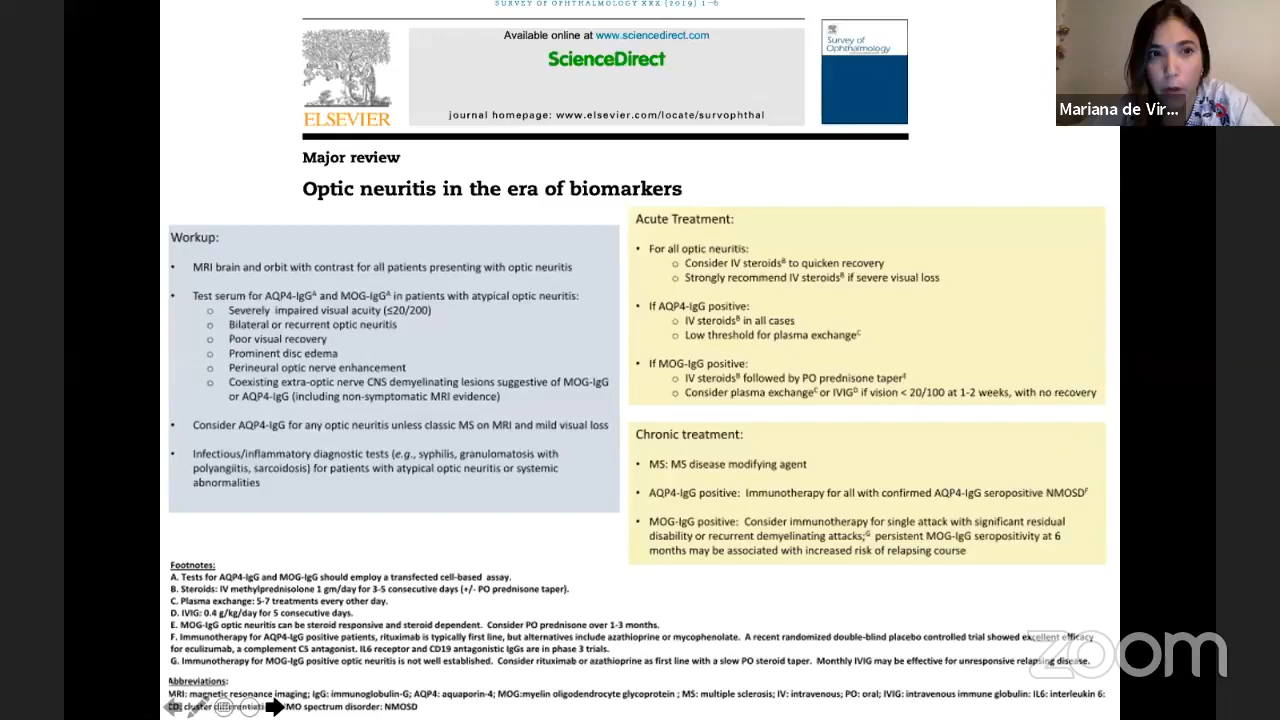 SURVEY OF OPHTHALMOLOGY XXX (2019) 1–6
Available online at www.sciencedirect.com
ScienceDirect
journal homepage: www.elsevier.com/locate/survophthal
ELSEVIER
Survey of
Ophthalmology
Mariana de Vir...
Major review
Optic neuritis in the era of biomarkers
Workup:
• MRI brain and orbit with contrast for all patients presenting with optic neuritis
• Test serum for AQP4-IgGᴬ and MOG-IgGᴬ in patients with atypical optic neuritis:
o Severely impaired visual acuity (≤20/200)
o Bilateral or recurrent optic neuritis
o Poor visual recovery
o Prominent disc edema
o Perineural optic nerve enhancement
o Coexisting extra-optic nerve CNS demyelinating lesions suggestive of MOG-IgG
or AQP4-IgG (including non-symptomatic MRI evidence)
• Consider AQP4-IgG for any optic neuritis unless classic MS on MRI and mild visual loss
• Infectious/inflammatory diagnostic tests (e.g., syphilis, granulomatosis with
polyangiitis, sarcoidosis) for patients with atypical optic neuritis or systemic
abnormalities
Acute Treatment:
• For all optic neuritis:
o Consider IV steroidsᴮ to quicken recovery
o Strongly recommend IV steroidsᴮ if severe visual loss
• If AQP4-IgG positive:
o IV steroidsᴮ in all cases
o Low threshold for plasma exchangeᶜ
• If MOG-IgG positive:
o IV steroidsᴮ followed by PO prednisone taperᴱ
o Consider plasma exchangeᶜ or IVIGᴰ if vision < 20/100 at 1-2 weeks, with no recovery
Chronic treatment:
• MS: MS disease modifying agent
• AQP4-IgG positive: Immunotherapy for all with confirmed AQP4-IgG seropositive NMOSDᶠ
• MOG-IgG positive: Consider immunotherapy for single attack with significant residual
disability or recurrent demyelinating attacks;ᴳ persistent MOG-IgG seropositivity at 6
months may be associated with increased risk of relapsing course
Footnotes:
A. Tests for AQP4-IgG and MOG-IgG should employ a transfected cell-based assay.
B. Steroids: IV methylprednisolone 1 gm/day for 3-5 consecutive days (+/- PO prednisone taper).
C. Plasma exchange: 5-7 treatments every other day.
D. IVIG: 0.4 g/kg/day for 5 consecutive days.
E. MOG-IgG optic neuritis can be steroid responsive and steroid dependent. Consider PO prednisone over 1-3 months.
F. Immunotherapy for AQP4-IgG positive patients, rituximab is typically first line, but alternatives include azathioprine or mycophenolate. A recent randomized double-blind placebo controlled trial showed excellent efficacy
for eculizumab, a complement C5 antagonist. IL6 receptor and CD19 antagonistic IgGs are in phase 3 trials.
G. Immunotherapy for MOG-IgG positive optic neuritis is not well established. Consider rituximab or azathioprine as first line with a slow PO steroid taper. Monthly IVIG may be effective for unresponsive relapsing disease.
zoom
Abbreviations:
MRI: magnetic resonance imaging; IgG: immunoglobulin-G; AQP4: aquaporin-4; MOG:myelin oligodendrocyte glycoprotein ; MS: multiple sclerosis; IV: intravenous; PO: oral; IVIG: intravenous immune globulin: IL6: interleukin 6:
CD: cluster differentiati MO spectrum disorder: NMOSD